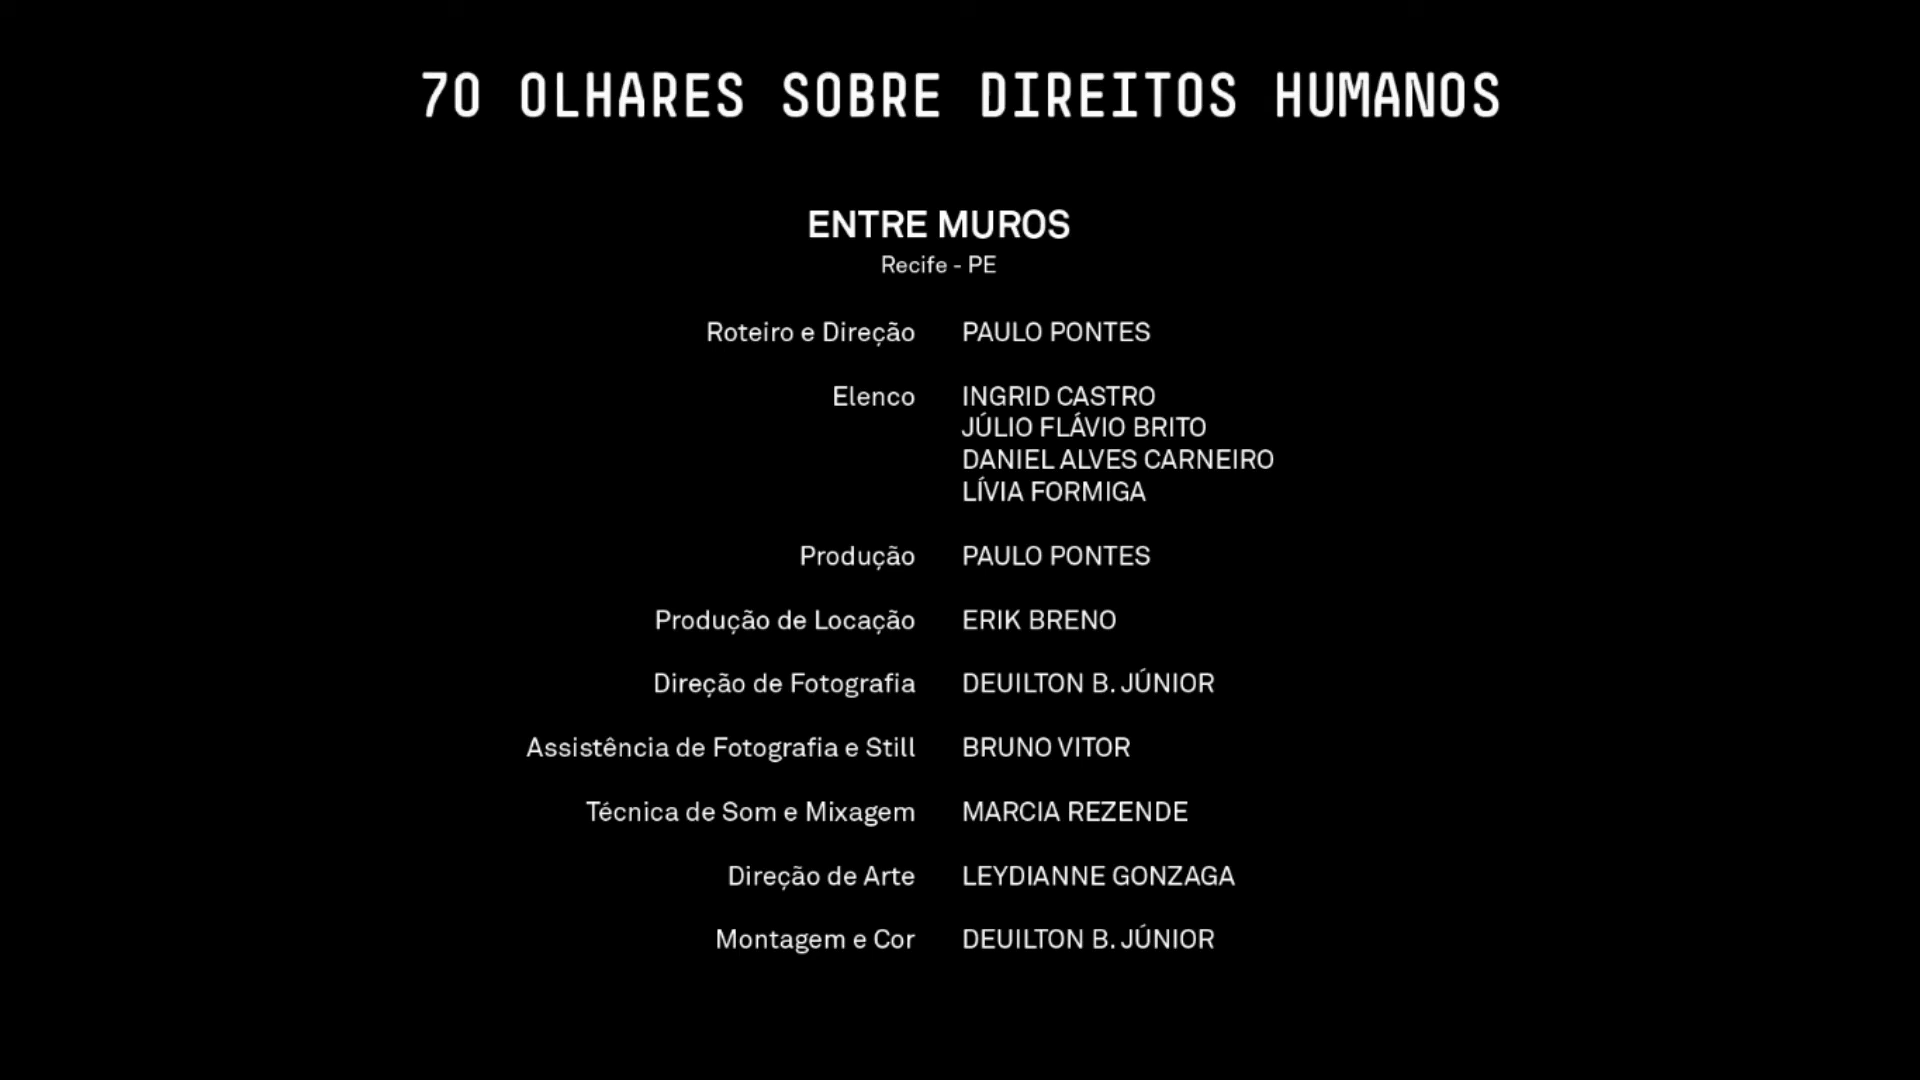 70 OLHARES SOBRE DIREITOS HUMANOS
ENTRE MUROS
Recife - PE
Roteiro e Direção PAULO PONTES
Elenco INGRID CASTRO
JÚLIO FLÁVIO BRITO
DANIEL ALVES CARNEIRO
LÍVIA FORMIGA
Produção PAULO PONTES
Produção de Locação ERIK BRENO
Direção de Fotografia DEUILTON B. JÚNIOR
Assistência de Fotografia e Still BRUNO VITOR
Técnica de Som e Mixagem MARCIA REZENDE
Direção de Arte LEYDIANNE GONZAGA
Montagem e Cor DEUILTON B. JÚNIOR